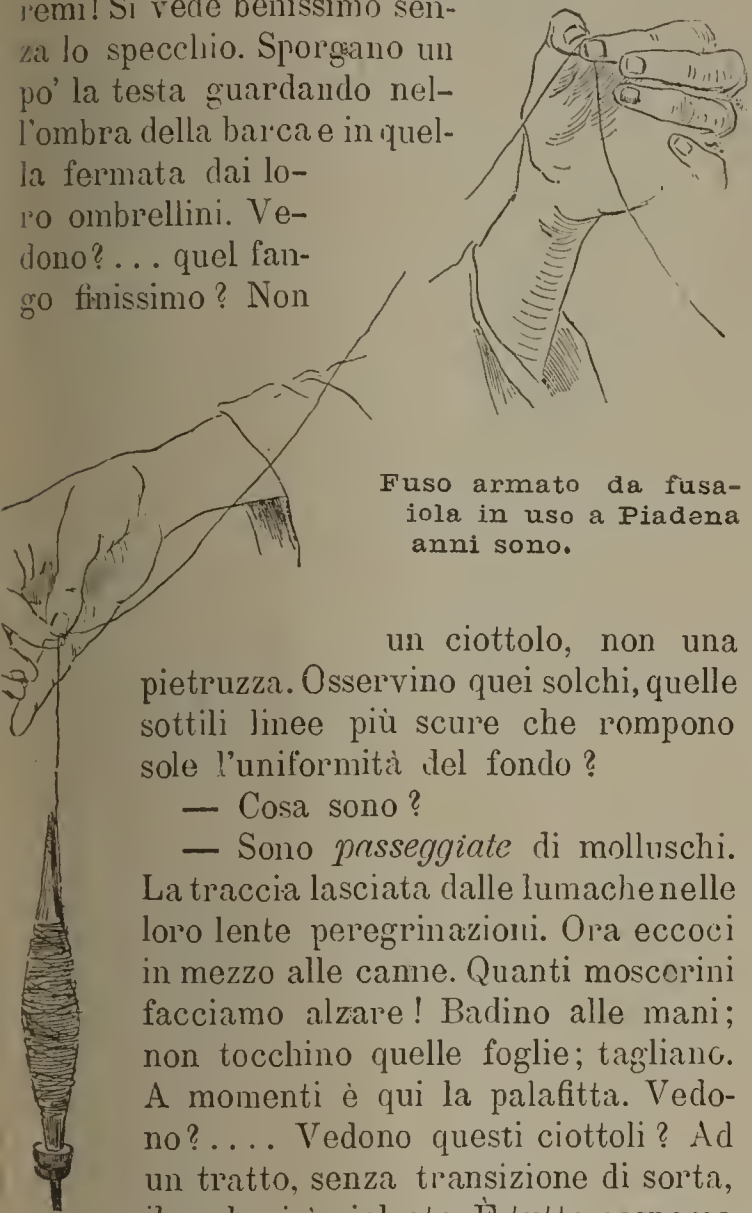 remi! Si vede benissimo sen-
za lo specchio. Sporgano un
po' la testa guardando nel-
l'ombra della barca e in quel-
la fermata dai lo-
ro ombrellini. Ve-
dono?... quel fan-
go finissimo? Non
Fuso armato da fusa-
iola in uso a Piadena
anni sono.
un ciottolo, non una
pietruzza. Osservino quei solchi, quelle
sottili linee più scure che rompono
sole l'uniformità del fondo?
— Cosa sono?
— Sono passeggiate di molluschi.
La traccia lasciata dalle lumache nelle
loro lente peregrinazioni. Ora eccoci
in mezzo alle canne. Quanti moscerini
facciamo alzare! Badino alle mani;
non tocchino quelle foglie; tagliano.
A momenti è qui la palafitta. Vedo-
no?.... Vedono questi ciottoli? Ad
un tratto, senza transizione di sorta,
È tutto